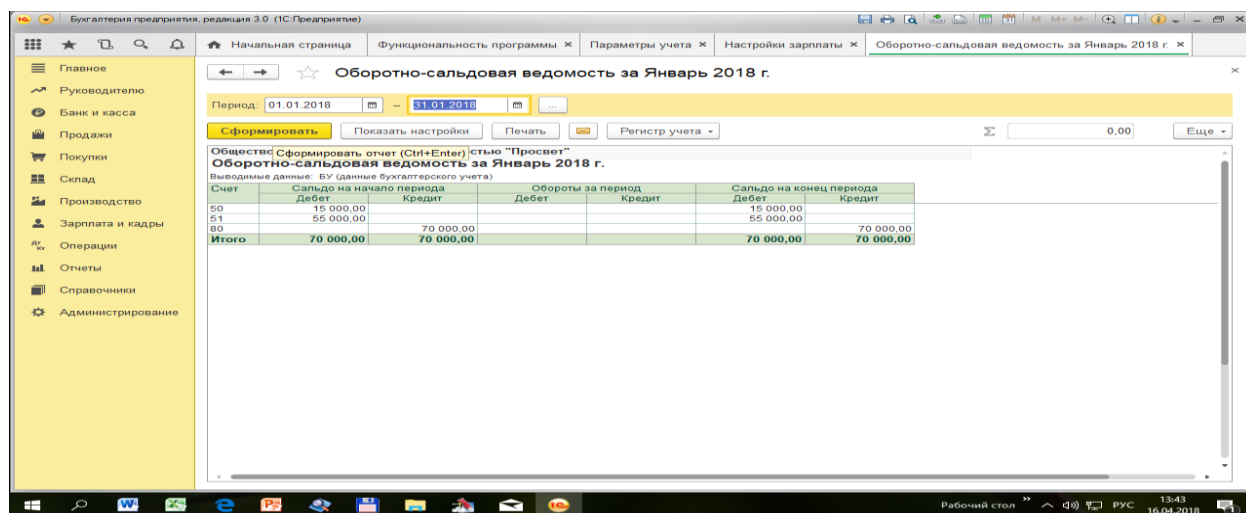 Бухгалтерия предприятия, редакция 3.0 (1С:Предприятие) M M+ M-
Начальная страница Функциональность программы × Параметры учета × Настройки зарплаты × Оборотно-сальдовая ведомость за Январь 2018 г. ×
Главное
Руководителю
Банк и касса
Продажи
Покупки
Склад
Производство
Зарплата и кадры
Операции
Отчеты
Справочники
Администрирование
Оборотно-сальдовая ведомость за Январь 2018 г.
Период: 01.01.2018 – 31.01.2018 ...
Сформировать Показать настройки Печать Регистр учета Σ 0,00 Еще
Сформировать отчет (Ctrl+Enter)
Общество стью "Просвет"
Оборотно-сальдовая ведомость за Январь 2018 г.
Выводимые данные: БУ (данные бухгалтерского учета)
Счет Сальдо на начало периода Обороты за период Сальдо на конец периода
Дебет Кредит Дебет Кредит Дебет Кредит
50 15 000,00 15 000,00
51 55 000,00 55 000,00
80 70 000,00 70 000,00
Итого 70 000,00 70 000,00 70 000,00 70 000,00
Рабочий стол РУС 13:43
16.04.2018